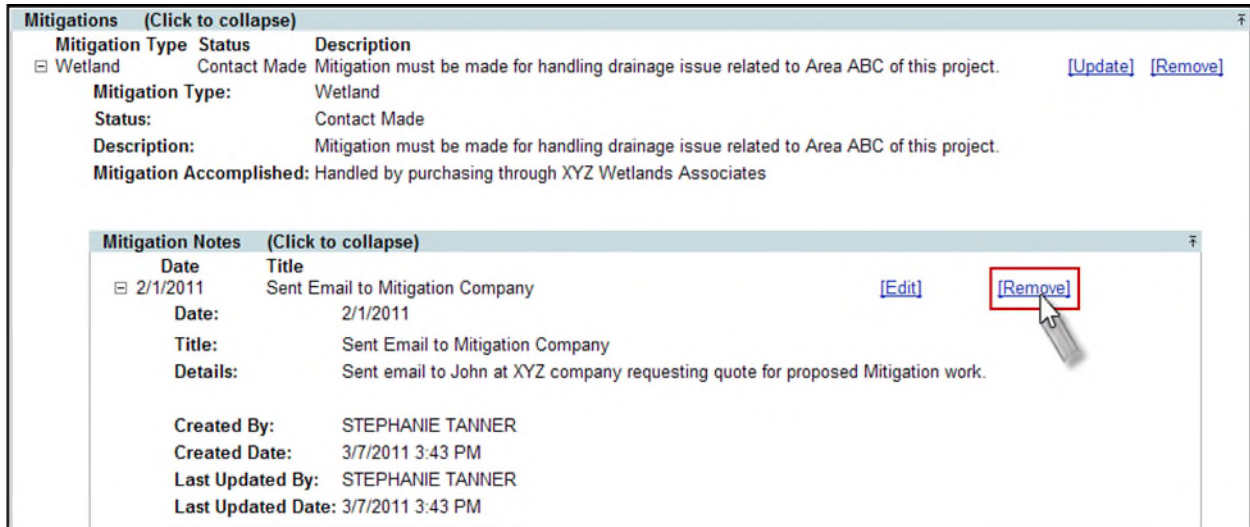 Mitigations (Click to collapse)
Mitigation Type Status Description
Wetland Contact Made Mitigation must be made for handling drainage issue related to Area ABC of this project. [Update] [Remove]
Mitigation Type: Wetland
Status: Contact Made
Description: Mitigation must be made for handling drainage issue related to Area ABC of this project.
Mitigation Accomplished: Handled by purchasing through XYZ Wetlands Associates
Mitigation Notes (Click to collapse)
Date Title
2/1/2011 Sent Email to Mitigation Company [Edit] [Remove]
Date: 2/1/2011
Title: Sent Email to Mitigation Company
Details: Sent email to John at XYZ company requesting quote for proposed Mitigation work.
Created By: STEPHANIE TANNER
Created Date: 3/7/2011 3:43 PM
Last Updated By: STEPHANIE TANNER
Last Updated Date: 3/7/2011 3:43 PM